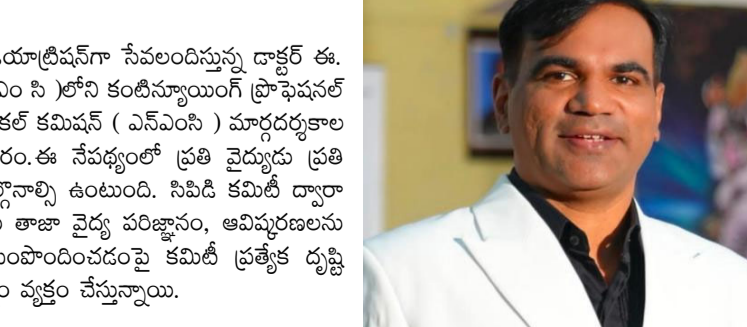 యాట్రిషన్‌గా సేవలందిస్తున్న డాక్టర్ ఈ.
ఎం సి )లోని కంటిన్యూయింగ్ ప్రొఫెషనల్
కల్ కమిషన్ ( ఎన్ఎంసి ) మార్గదర్శకాల
రం. ఈ నేపథ్యంలో ప్రతి వైద్యుడు ప్రతి
ల్గొనాల్సి ఉంటుంది. సిపిడి కమిటీ ద్వారా
తాజా వైద్య పరిజ్ఞానం, ఆవిష్కరణలను
ంపొందించడంపై కమిటీ ప్రత్యేక దృష్టి
ం వ్యక్తం చేస్తున్నాయి.